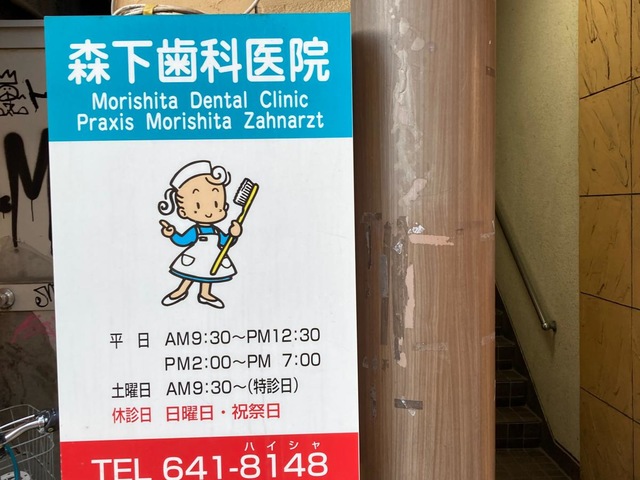 森下歯科医院
Morishita Dental Clinic
Praxis Morishita Zahnarzt
平 日 AM9:30～PM12:30
PM2:00～PM 7:00
土曜日 AM9:30～(特診日)
休診日 日曜日・祝祭日
ハイシャ
TEL 641-8148